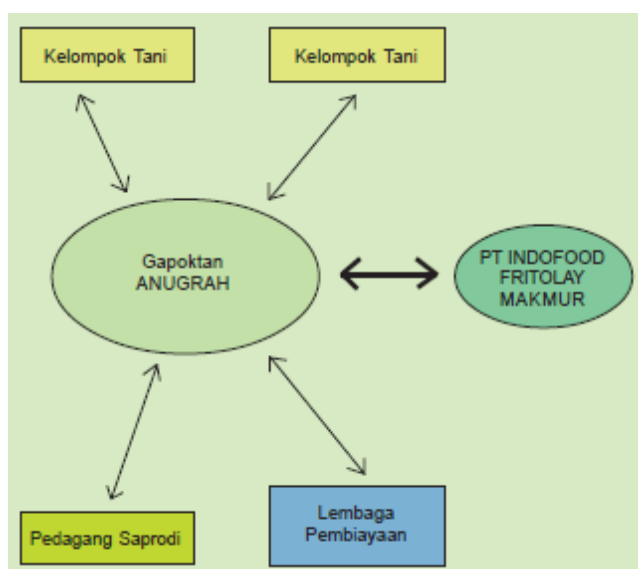 Kelompok Tani
Kelompok Tani
Gapoktan
ANUGRAH
PT INDOFOOD
FRITOLAY
MAKMUR
Pedagang Saprodi
Lembaga
Pembiayaan